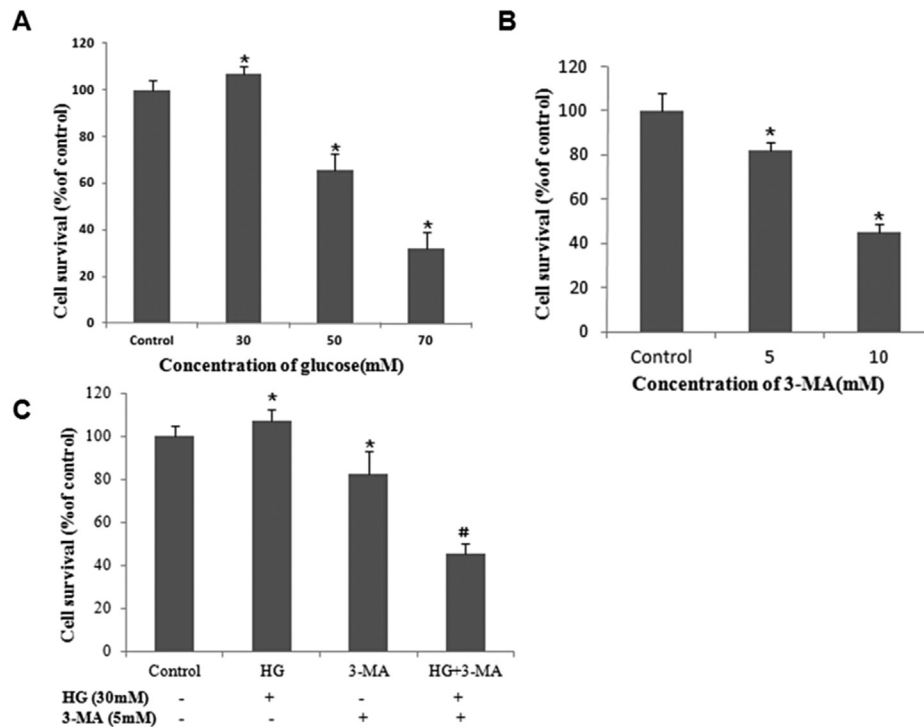 A
120
100
80
60
40
20
0
Cell survival (%of control)
*
*
*
Control 30 50 70
Concentration of glucose(mM)
B
120
100
80
60
40
20
0
Cell survival (%of control)
*
*
Control 5 10
Concentration of 3-MA(mM)
C
120
100
80
60
40
20
0
Cell survival (%of control)
*
*
#
Control HG 3-MA HG+3-MA
HG (30mM) - + - +
3-MA (5mM) - - + +